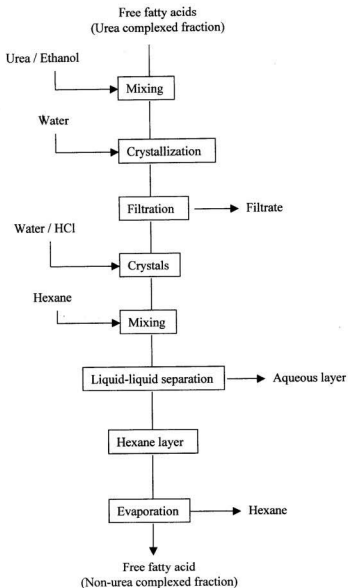 Free fatty acids
(Urea complexed fraction)
Urea / Ethanol
Mixing
Water
Crystallization
Filtration
Filtrate
Water / HCl
Crystals
Hexane
Mixing
Liquid-liquid separation
Aqueous layer
Hexane layer
Evaporation
Hexane
Free fatty acid
(Non-urea complexed fraction)